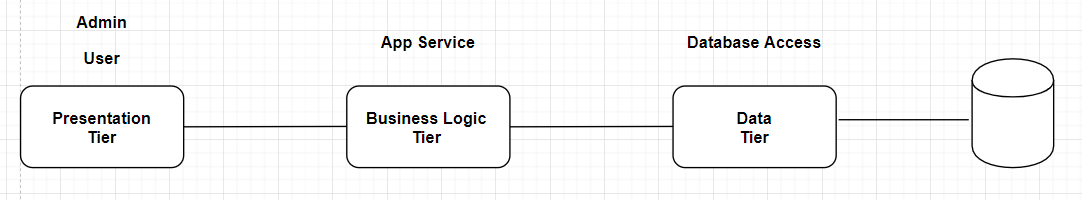 Admin
User
App Service
Database Access
Presentation
Tier
Business Logic
Tier
Data
Tier